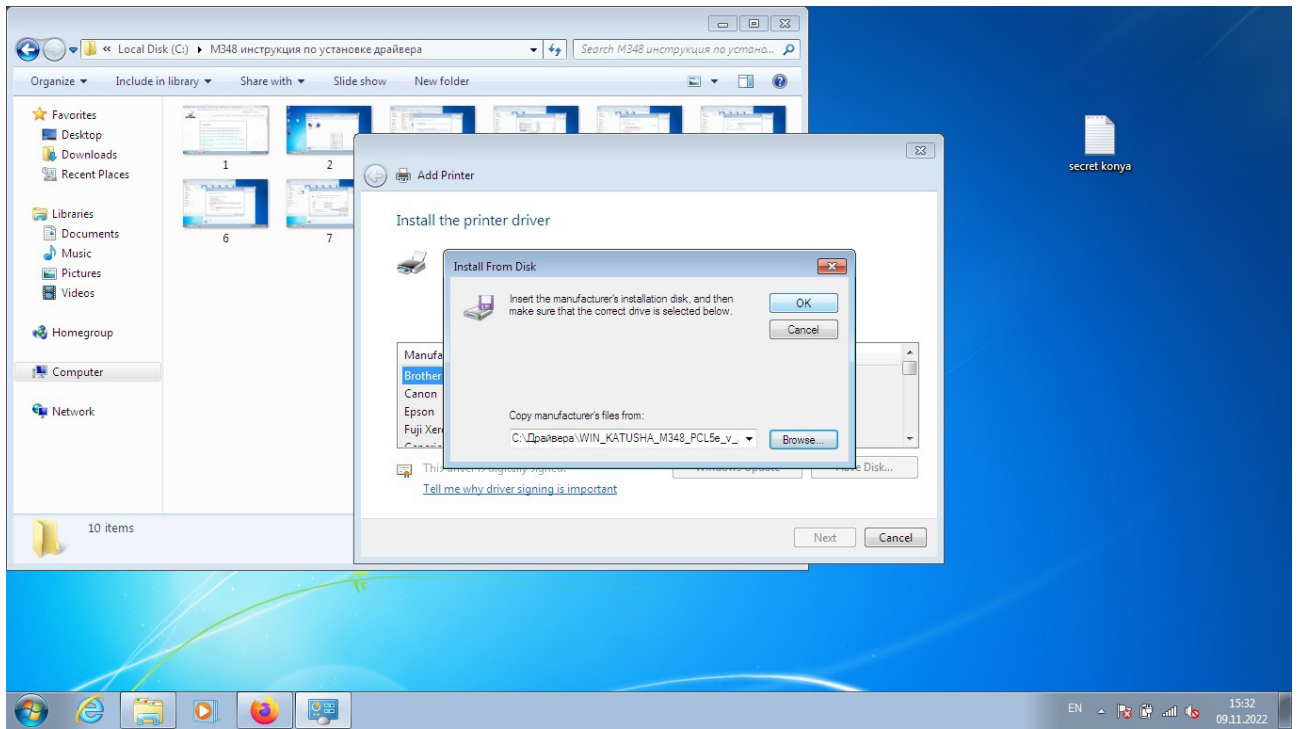 « Local Disk (C:) ▸ M348 инструкция по установке драйвера
Search M348 инструкция по устано...
Organize
Include in library
Share with
Slide show
New folder
Favorites
Desktop
Downloads
Recent Places
Libraries
Documents
Music
Pictures
Videos
Homegroup
Computer
Network
1
2
6
7
10 items
secret konya
Add Printer
Install the printer driver
Install From Disk
Insert the manufacturer's installation disk, and then
make sure that the correct drive is selected below.
OK
Cancel
Copy manufacturer's files from:
C:\Драйвера\WIN_KATUSHA_M348_PCL5e_v_
Browse...
Manufa
Brother
Canon
Epson
Fuji Xer
This driver is digitally signed.
Windows Update
Have Disk...
Tell me why driver signing is important
Next
Cancel
EN
15:32
09.11.2022